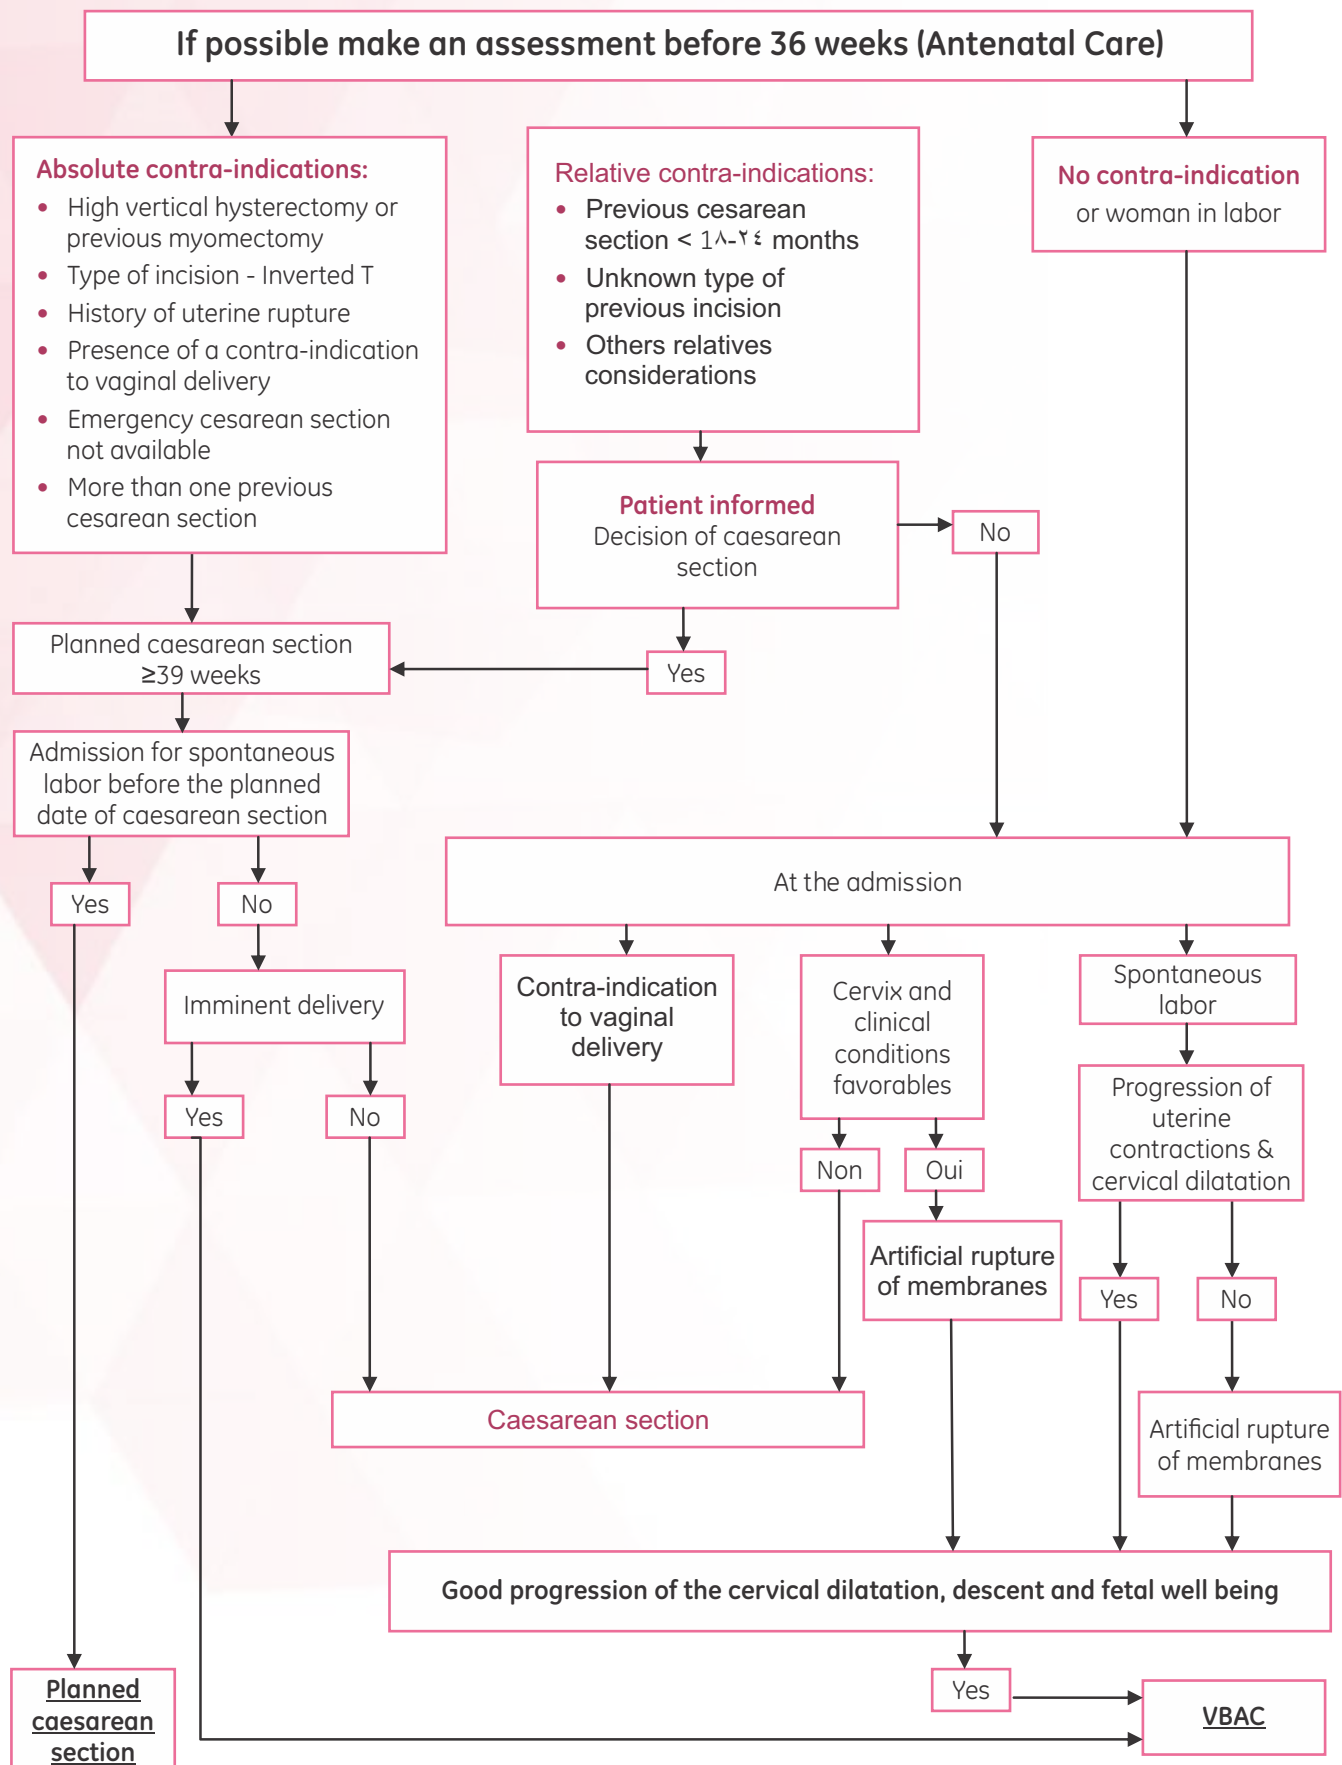 If possible make an assessment before 36 weeks (Antenatal Care)
Absolute contra-indications:
• High vertical hysterectomy or
previous myomectomy
• Type of incision - Inverted T
• History of uterine rupture
• Presence of a contra-indication
to vaginal delivery
• Emergency cesarean section
not available
• More than one previous
cesarean section
Relative contra-indications:
• Previous cesarean
section < 1٨-٢٤ months
• Unknown type of
previous incision
• Others relatives
considerations
No contra-indication
or woman in labor
Patient informed
Decision of caesarean
section
No
Yes
Planned caesarean section
≥39 weeks
Admission for spontaneous
labor before the planned
date of caesarean section
Yes
No
Imminent delivery
Yes
No
At the admission
Contra-indication
to vaginal
delivery
Cervix and
clinical
conditions
favorables
Non
Oui
Artificial rupture
of membranes
Spontaneous
labor
Progression of
uterine
contractions &
cervical dilatation
Yes
No
Artificial rupture
of membranes
Caesarean section
Good progression of the cervical dilatation, descent and fetal well being
Yes
Planned
caesarean
section
VBAC